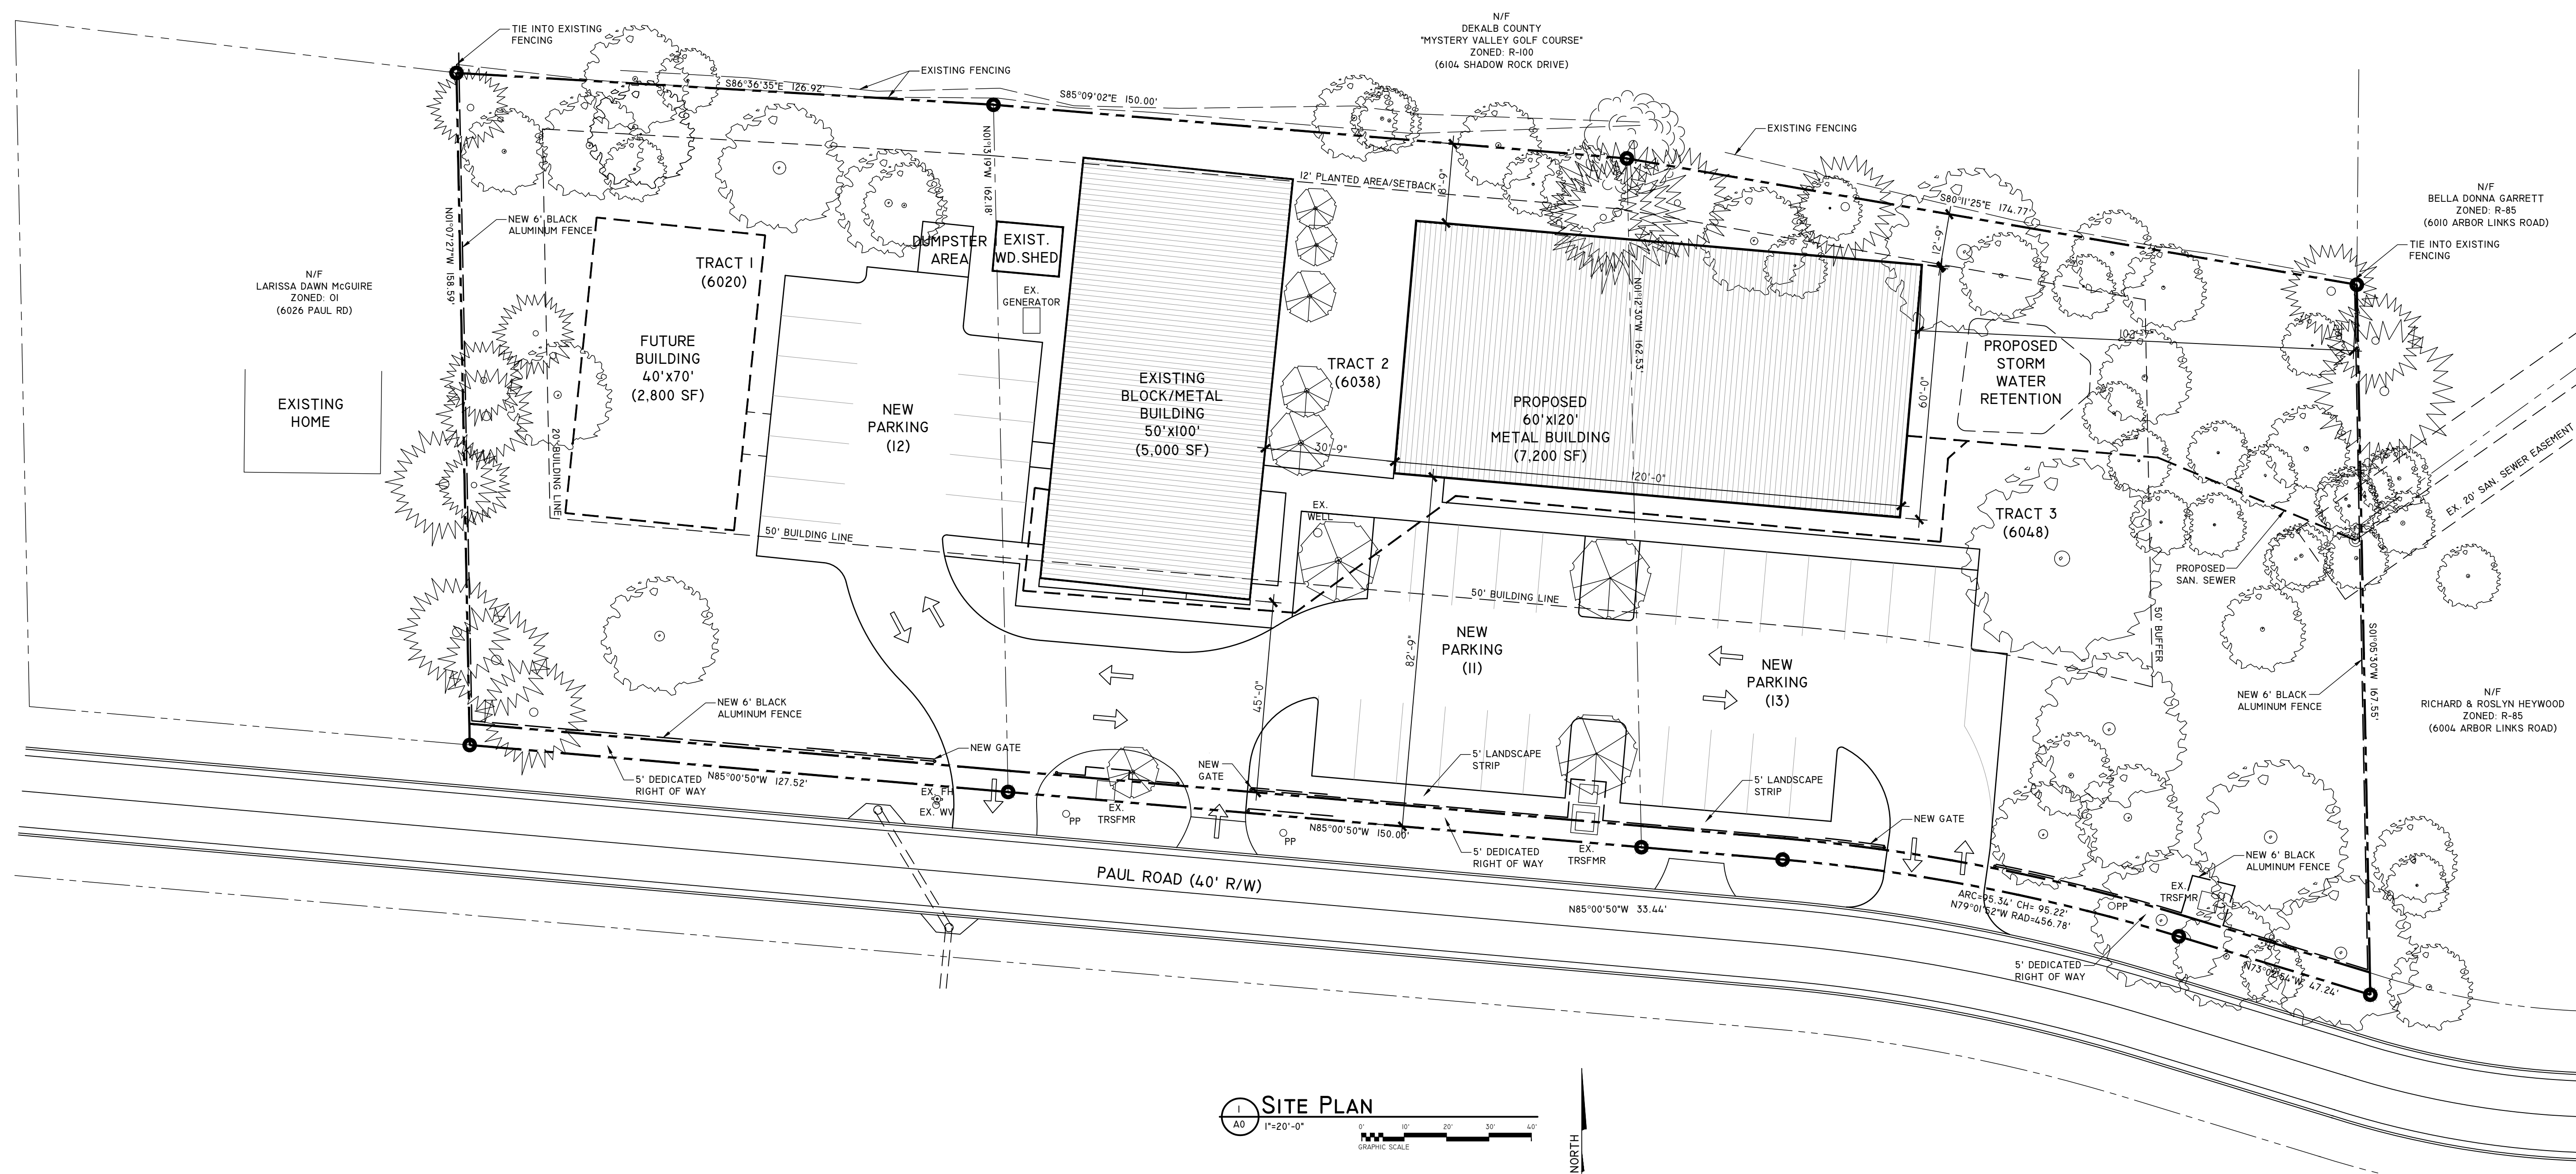 N/F
DEKALB COUNTY
"MYSTERY VALLEY GOLF COURSE"
ZONED: R-100
(6104 SHADOW ROCK DRIVE)
TIE INTO EXISTING
FENCING
EXISTING FENCING
S86°36'35"E 126.92'
S85°09'02"E 150.00'
EXISTING FENCING
S80°11'25"E 174.77'
N/F
BELLA DONNA GARRETT
ZONED: R-85
(6010 ARBOR LINKS ROAD)
TIE INTO EXISTING
FENCING
12' PLANTED AREA/SETBACK
12'-9"
N01°13'19"W 162.18'
N01°07'27"W 158.59'
NEW 6' BLACK
ALUMINUM FENCE
DUMPSTER
AREA
EXIST.
WD.SHED
EX.
GENERATOR
TRACT 1
(6020)
N/F
LARISSA DAWN McGUIRE
ZONED: OI
(6026 PAUL RD)
EXISTING
HOME
FUTURE
BUILDING
40'x70'
(2,800 SF)
20' BUILDING LINE
NEW
PARKING
(12)
EXISTING
BLOCK/METAL
BUILDING
50'x100'
(5,000 SF)
TRACT 2
(6038)
30'-9"
N01°12'30"W 162.53'
PROPOSED
60'x120'
METAL BUILDING
(7,200 SF)
120'-0"
60'-0"
PROPOSED
STORM
WATER
RETENTION
TRACT 3
(6048)
EX. 20' SAN. SEWER EASEMENT
PROPOSED
SAN. SEWER
EX.
WELL
50' BUILDING LINE
50' BUILDING LINE
50' BUFFER
S01°05'30"W 167.55'
NEW 6' BLACK
ALUMINUM FENCE
N/F
RICHARD & ROSLYN HEYWOOD
ZONED: R-85
(6004 ARBOR LINKS ROAD)
NEW
PARKING
(11)
NEW
PARKING
(13)
82'-9"
45'-0"
NEW 6' BLACK
ALUMINUM FENCE
NEW GATE
NEW
GATE
5' LANDSCAPE
STRIP
5' LANDSCAPE
STRIP
NEW GATE
5' DEDICATED
RIGHT OF WAY
N85°00'50"W 127.52'
EX. FH
EX. WV
PP
EX.
TRSFMR
PP
N85°00'50"W 150.00'
5' DEDICATED
RIGHT OF WAY
EX.
TRSFMR
NEW 6' BLACK
ALUMINUM FENCE
EX.
TRSFMR
PP
ARC=95.34' CH= 95.22'
N79°01'52"W RAD=456.78'
N85°00'50"W 33.44'
5' DEDICATED
RIGHT OF WAY
N73°02'54"W 47.24'
PAUL ROAD (40' R/W)
1
A0
SITE PLAN
1"=20'-0"
0' 10' 20' 30' 40'
GRAPHIC SCALE
NORTH